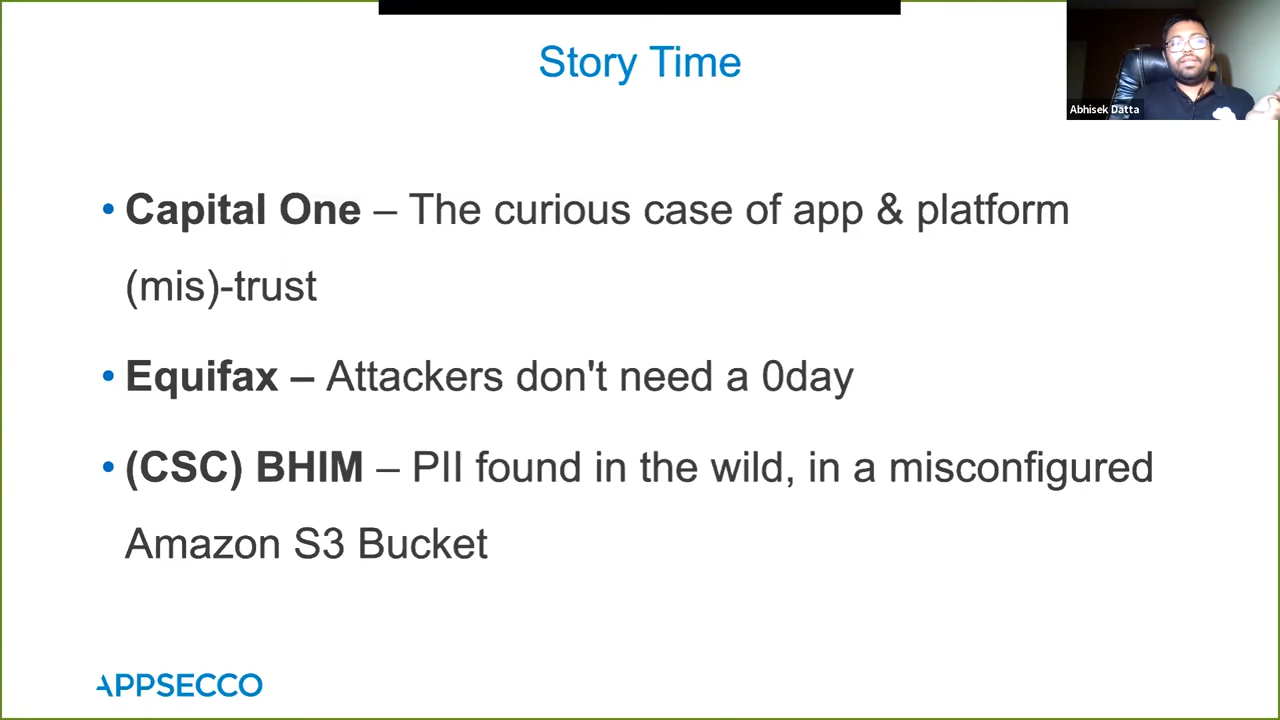 Story Time
Abhisek Datta
• Capital One – The curious case of app & platform
(mis)-trust
• Equifax – Attackers don't need a 0day
• (CSC) BHIM – PII found in the wild, in a misconfigured
Amazon S3 Bucket
APPSECCO